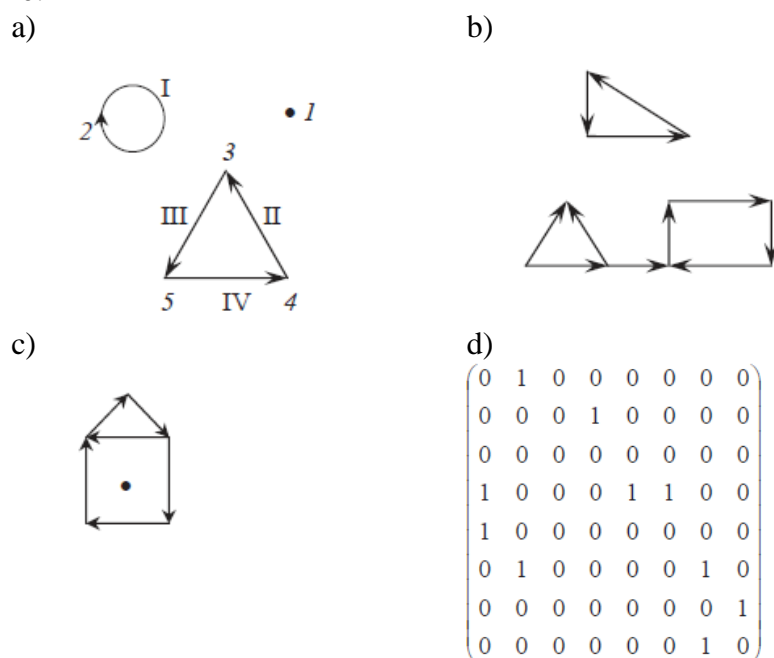 a)
b)
I
2
1
3
III
II
5
IV
4
c)
d)
0 1 0 0 0 0 0 0
0 0 0 1 0 0 0 0
0 0 0 0 0 0 0 0
1 0 0 0 1 1 0 0
1 0 0 0 0 0 0 0
0 1 0 0 0 0 1 0
0 0 0 0 0 0 0 1
0 0 0 0 0 0 1 0